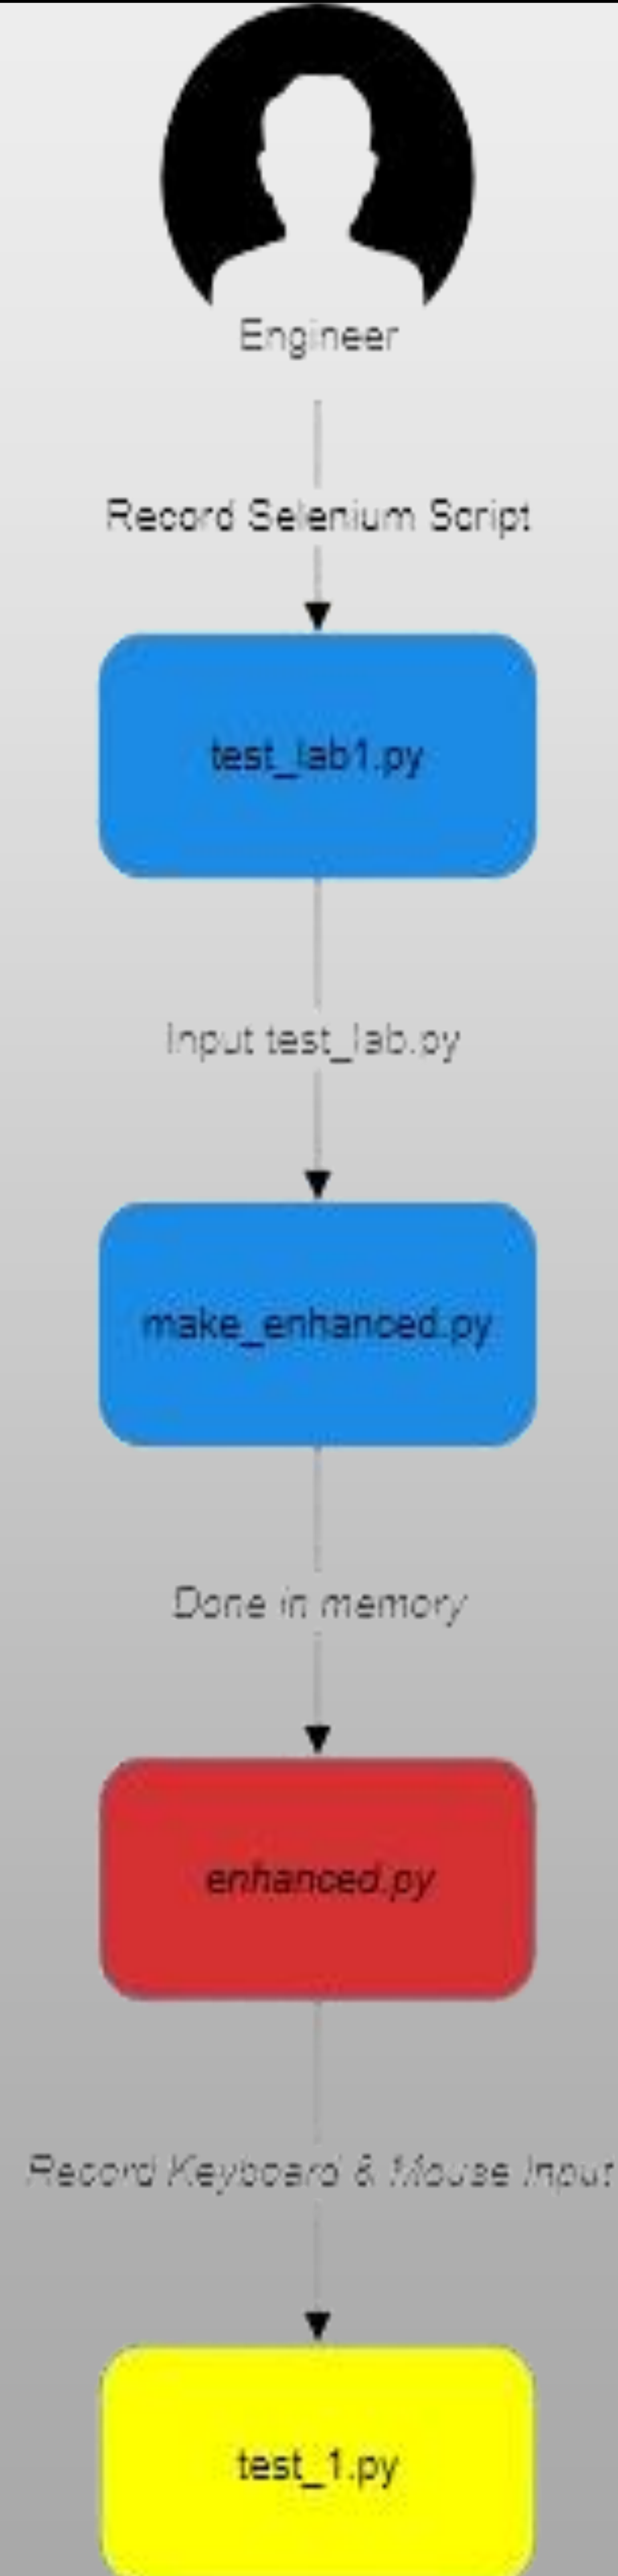 Engineer
Record Selenium Script
test_lab1.py
Input test_lab.py
make_enhanced.py
Done in memory
enhanced.py
Record Keyboard & Mouse Input
test_1.py